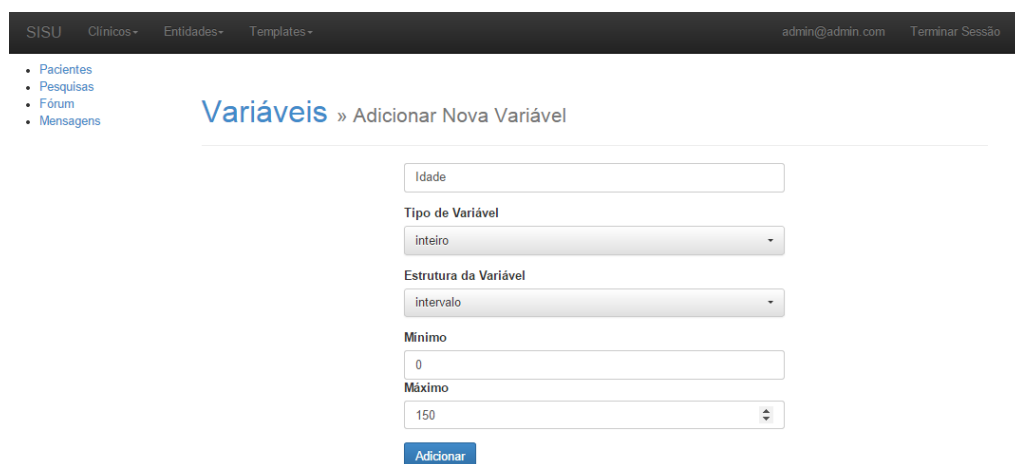 SISU Clínicos Entidades Templates admin@admin.com Terminar Sessão
Pacientes
Pesquisas
Fórum
Mensagens
Variáveis » Adicionar Nova Variável
Idade
Tipo de Variável
inteiro
Estrutura da Variável
intervalo
Mínimo
0
Máximo
150
Adicionar